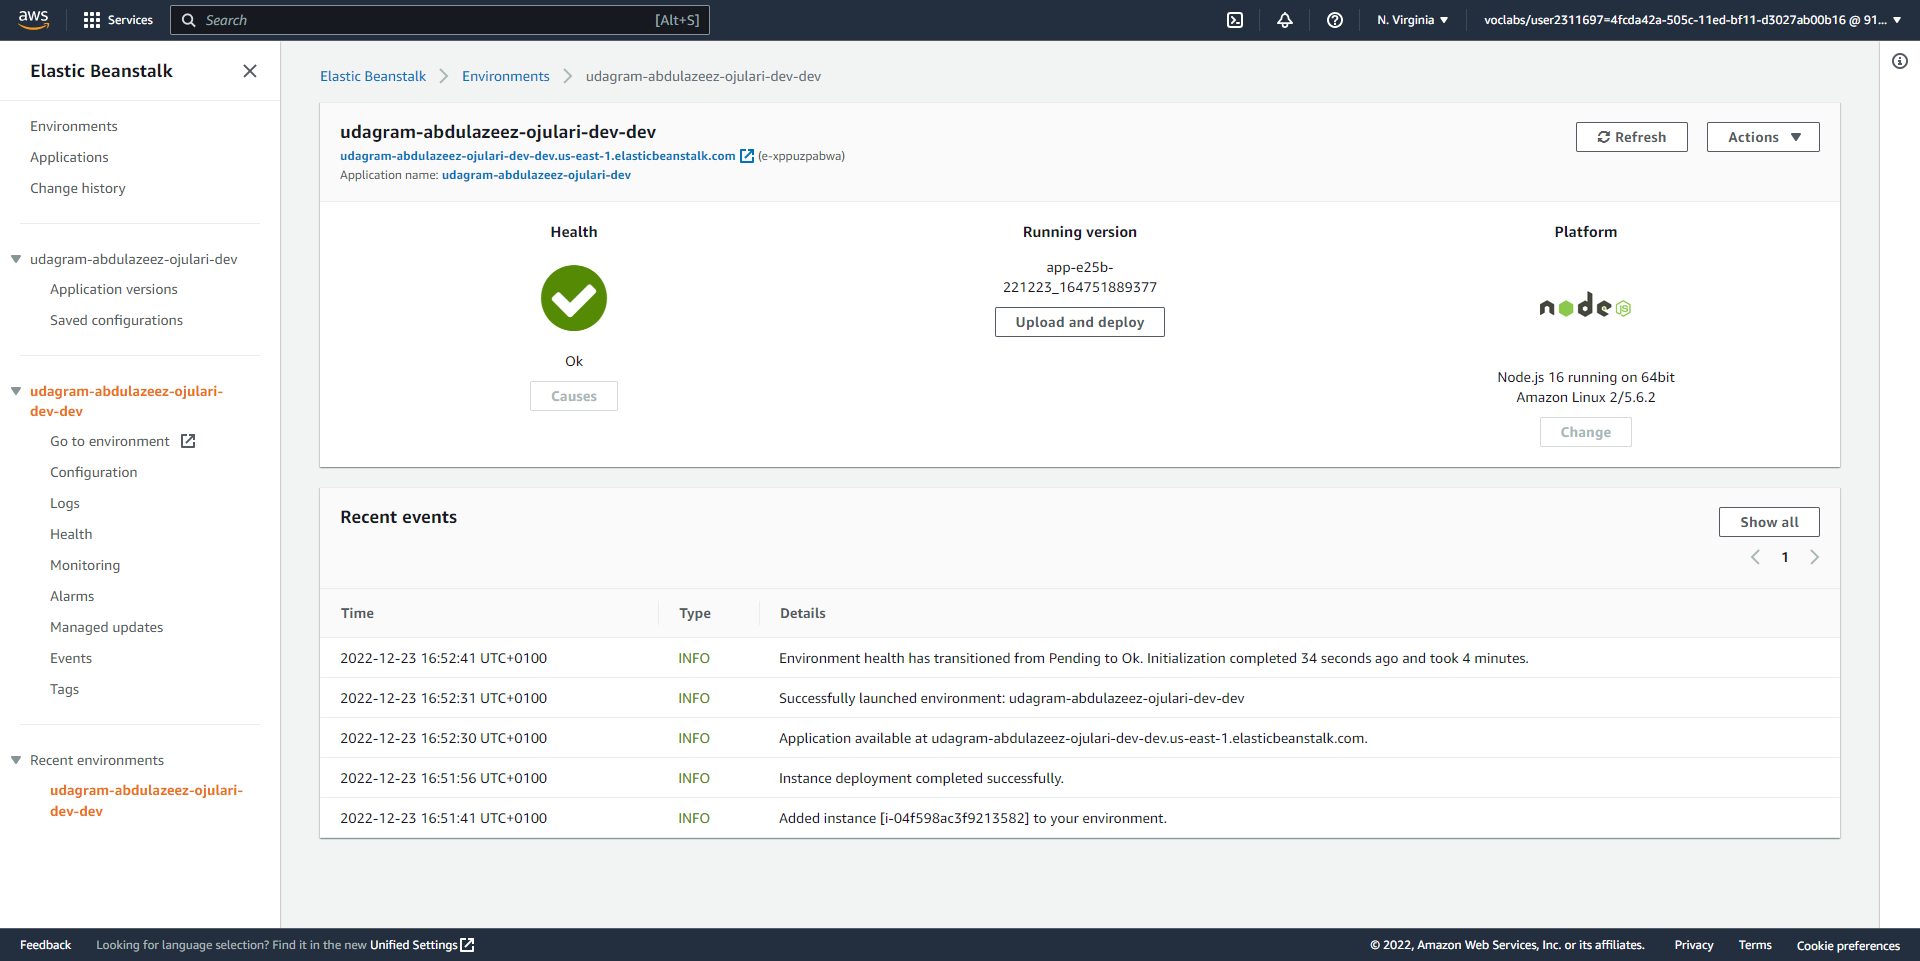 aws
Services
Search
[Alt+S]
N. Virginia
voclabs/user2311697=4fcda42a-505c-11ed-bf11-d3027ab00b16 @ 91...
Elastic Beanstalk
Environments
Applications
Change history
udagram-abdulazeez-ojulari-dev
Application versions
Saved configurations
udagram-abdulazeez-ojulari-
dev-dev
Go to environment
Configuration
Logs
Health
Monitoring
Alarms
Managed updates
Events
Tags
Recent environments
udagram-abdulazeez-ojulari-
dev-dev
Elastic Beanstalk
Environments
udagram-abdulazeez-ojulari-dev-dev
udagram-abdulazeez-ojulari-dev-dev
udagram-abdulazeez-ojulari-dev-dev.us-east-1.elasticbeanstalk.com (e-xppuzpabwa)
Application name: udagram-abdulazeez-ojulari-dev
Refresh
Actions
Health
Ok
Causes
Running version
app-e25b-
221223_164751889377
Upload and deploy
Platform
node JS
Node.js 16 running on 64bit
Amazon Linux 2/5.6.2
Change
Recent events
Show all
1
Time Type Details
2022-12-23 16:52:41 UTC+0100 INFO Environment health has transitioned from Pending to Ok. Initialization completed 34 seconds ago and took 4 minutes.
2022-12-23 16:52:31 UTC+0100 INFO Successfully launched environment: udagram-abdulazeez-ojulari-dev-dev
2022-12-23 16:52:30 UTC+0100 INFO Application available at udagram-abdulazeez-ojulari-dev-dev.us-east-1.elasticbeanstalk.com.
2022-12-23 16:51:56 UTC+0100 INFO Instance deployment completed successfully.
2022-12-23 16:51:41 UTC+0100 INFO Added instance [i-04f598ac3f9213582] to your environment.
Feedback
Looking for language selection? Find it in the new Unified Settings
© 2022, Amazon Web Services, Inc. or its affiliates.
Privacy
Terms
Cookie preferences